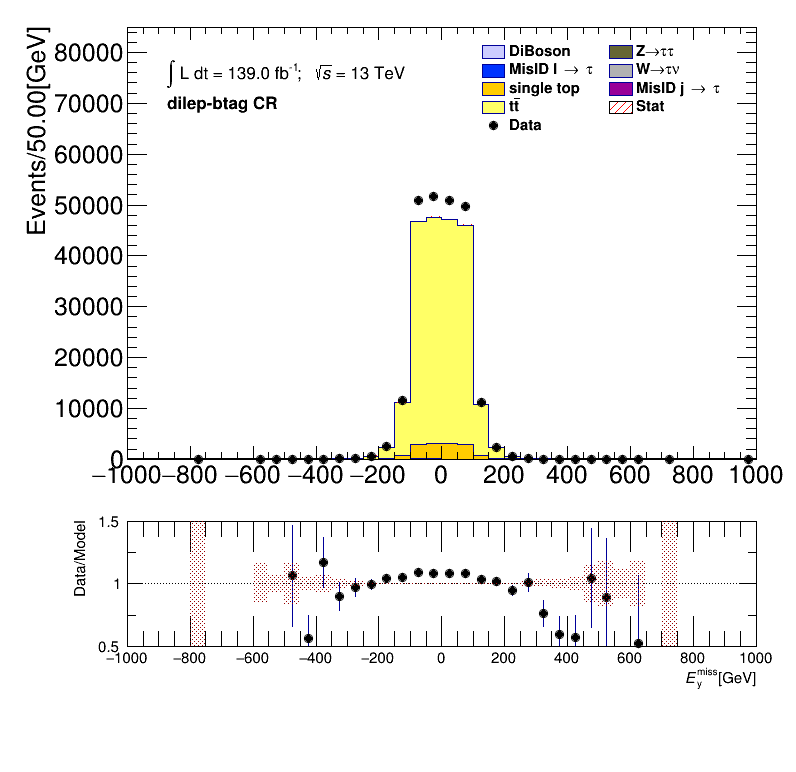 Events/50.00[GeV]
80000
70000
60000
50000
40000
30000
20000
10000
0
∫ L dt = 139.0 fb⁻¹; √s = 13 TeV
dilep-btag CR
DiBoson
MisID l → τ
single top
tt̄
Data
Z→ττ
W→τν
MisID j → τ
Stat
−1000 −800 −600 −400 −200 0 200 400 600 800 1000
Data/Model
1.5
1
0.5
−1000 −800 −600 −400 −200 0 200 400 600 800 1000
E_y^miss[GeV]